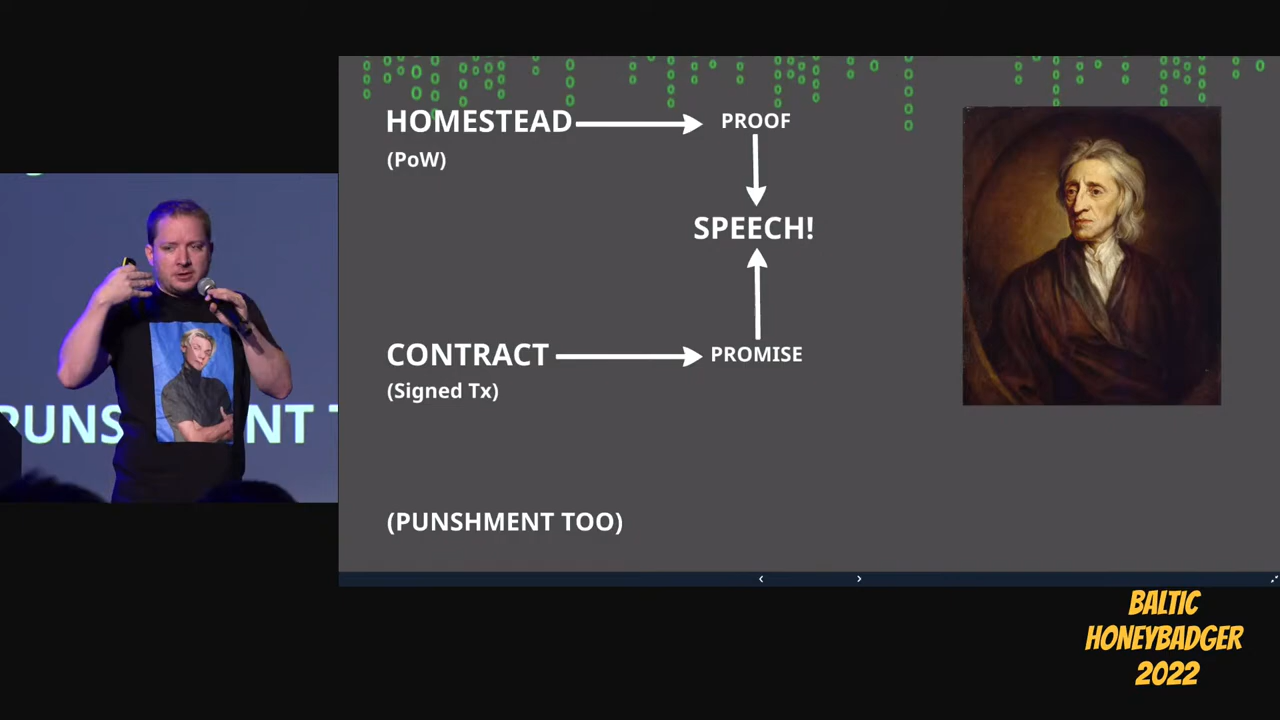 HOMESTEAD
(PoW)
PROOF
SPEECH!
CONTRACT
(Signed Tx)
PROMISE
(PUNSHMENT TOO)
PUNS NT T
BALTIC
HONEYBADGER
2022